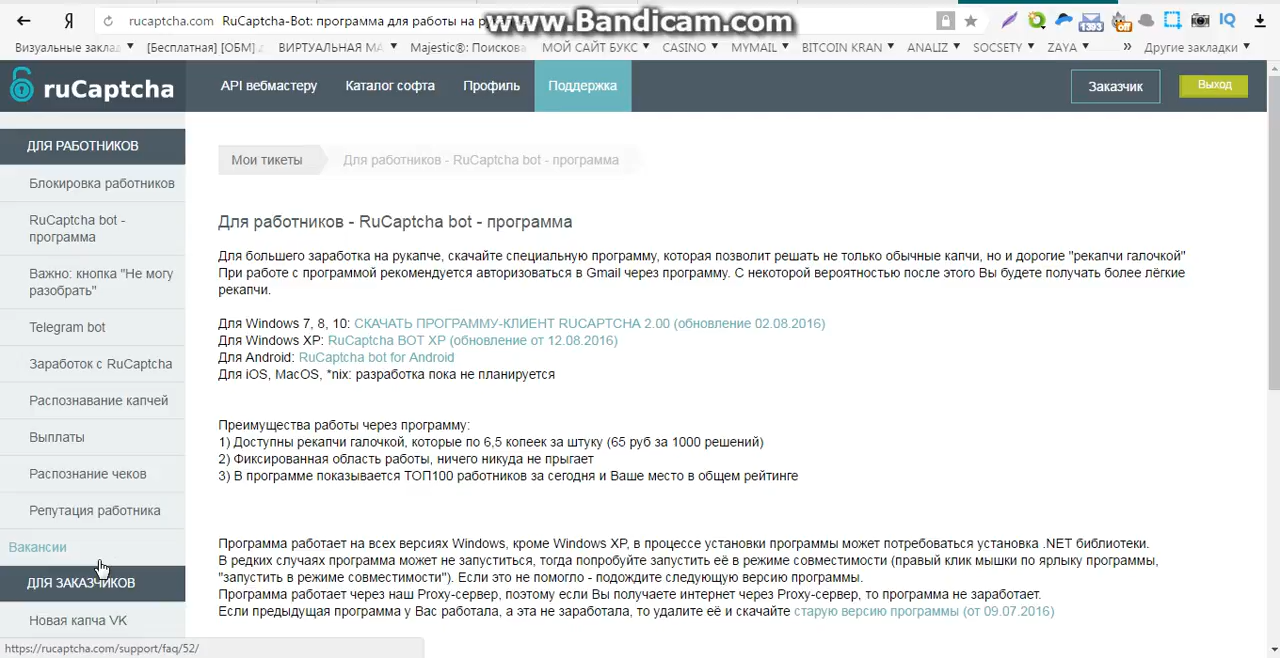 rucaptcha.com RuCaptcha-Bot: программа для работы на
www.Bandicam.com
1393
off
IQ
Визуальные заклад
[Бесплатная] [ОБМ]
ВИРТУАЛЬНАЯ МА
Majestic®: Поискова
МОЙ САЙТ БУКС
CASINO
MYMAIL
BITCOIN KRAN
ANALIZ
SOCSETY
ZAYA
»
Другие закладки
ruCaptcha
API вебмастеру
Каталог софта
Профиль
Поддержка
Заказчик
Выход
ДЛЯ РАБОТНИКОВ
Блокировка работников
RuCaptcha bot -
программа
Важно: кнопка "Не могу
разобрать"
Telegram bot
Заработок с RuCaptcha
Распознавание капчей
Выплаты
Распознание чеков
Репутация работника
Вакансии
ДЛЯ ЗАКАЗЧИКОВ
Новая капча VK
Мои тикеты
Для работников - RuCaptcha bot - программа
Для работников - RuCaptcha bot - программа
Для большего заработка на рукапче, скачайте специальную программу, которая позволит решать не только обычные капчи, но и дорогие "рекапчи галочкой"
При работе с программой рекомендуется авторизоваться в Gmail через программу. С некоторой вероятностью после этого Вы будете получать более лёгкие
рекапчи.
Для Windows 7, 8, 10: СКАЧАТЬ ПРОГРАММУ-КЛИЕНТ RUCAPTCHA 2.00 (обновление 02.08.2016)
Для Windows XP: RuCaptcha BOT XP (обновление от 12.08.2016)
Для Android: RuCaptcha bot for Android
Для iOS, MacOS, *nix: разработка пока не планируется
Преимущества работы через программу:
1) Доступны рекапчи галочкой, которые по 6,5 копеек за штуку (65 руб за 1000 решений)
2) Фиксированная область работы, ничего никуда не прыгает
3) В программе показывается ТОП100 работников за сегодня и Ваше место в общем рейтинге
Программа работает на всех версиях Windows, кроме Windows XP, в процессе установки программы может потребоваться установка .NET библиотеки.
В редких случаях программа может не запуститься, тогда попробуйте запустить её в режиме совместимости (правый клик мышки по ярлыку программы,
"запустить в режиме совместимости"). Если это не помогло - подождите следующую версию программы.
Программа работает через наш Proxy-сервер, поэтому если Вы получаете интернет через Proxy-сервер, то программа не заработает.
Если предыдущая программа у Вас работала, а эта не заработала, то удалите её и скачайте старую версию программы (от 09.07.2016)
https://rucaptcha.com/support/faq/52/